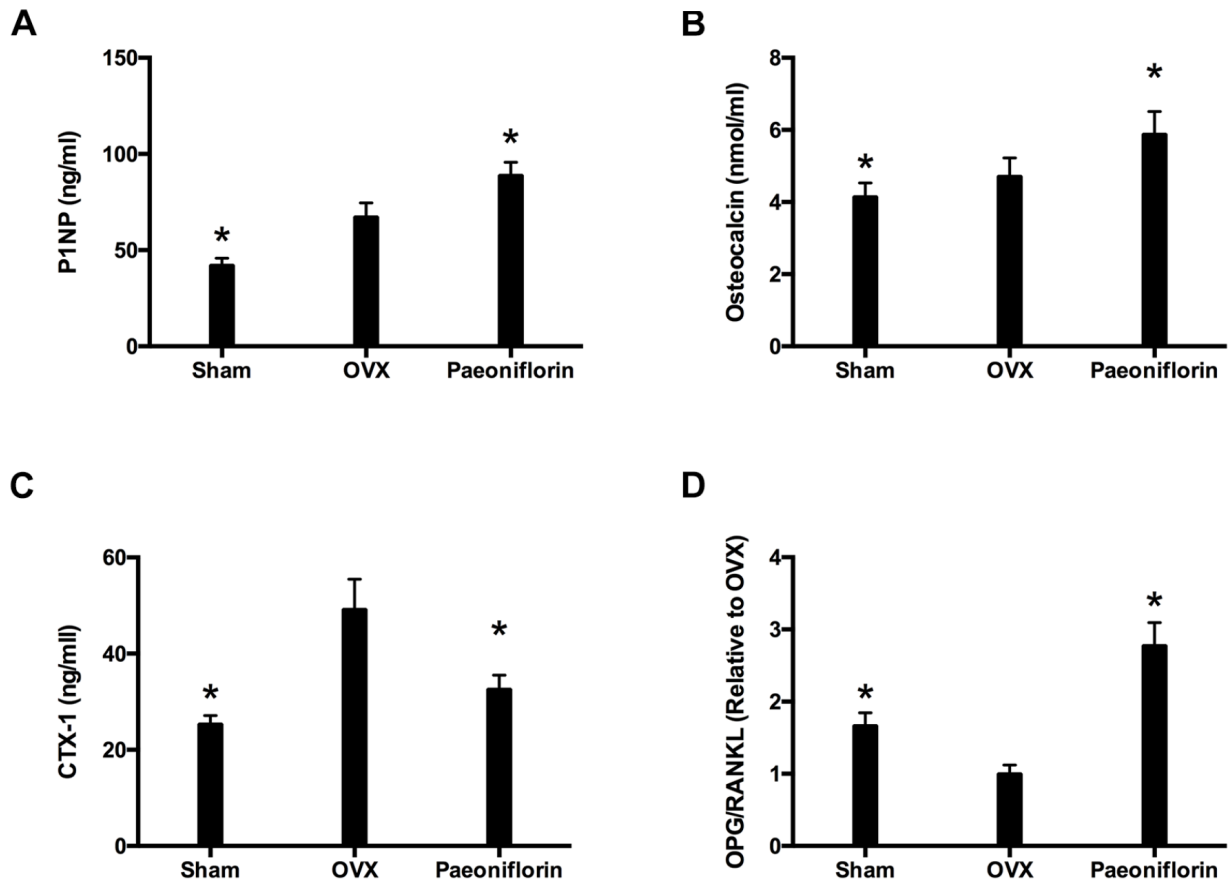 A
P1NP (ng/ml)
150
100
50
0
*
*
Sham OVX Paeoniflorin
B
Osteocalcin (nmol/ml)
8
6
4
2
0
*
*
Sham OVX Paeoniflorin
C
CTX-1 (ng/mll)
60
40
20
0
*
*
Sham OVX Paeoniflorin
D
OPG/RANKL (Relative to OVX)
4
3
2
1
0
*
*
Sham OVX Paeoniflorin